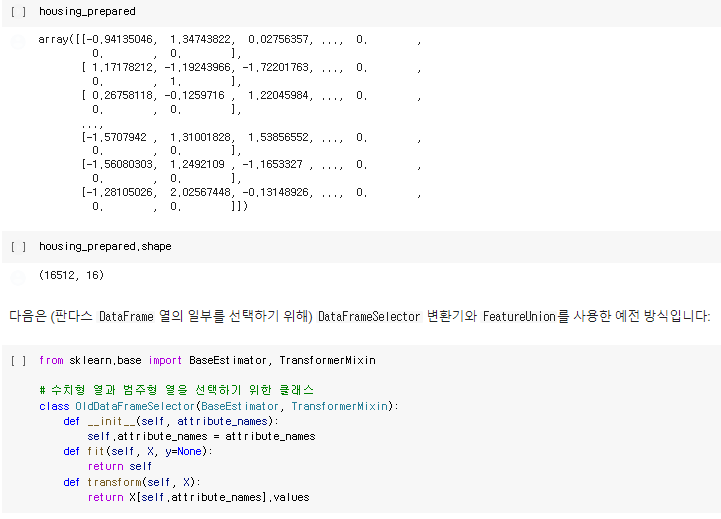 [ ] housing_prepared
array([[-0.94135046,  1.34743822,  0.02756357, ...,  0.        ,
         0.        ,  0.        ],
       [ 1.17178212, -1.19243966, -1.72201763, ...,  0.        ,
         0.        ,  1.        ],
       [ 0.26758118, -0.1259716 ,  1.22045984, ...,  0.        ,
         0.        ,  0.        ],
       ...,
       [-1.5707942 ,  1.31001828,  1.53856552, ...,  0.        ,
         0.        ,  0.        ],
       [-1.56080303,  1.2492109 , -1.1653327 , ...,  0.        ,
         0.        ,  0.        ],
       [-1.28105026,  2.02567448, -0.13148926, ...,  0.        ,
         0.        ,  0.        ]])
[ ] housing_prepared.shape
(16512, 16)
다음은 (판다스 DataFrame 열의 일부를 선택하기 위해) DataFrameSelector 변환기와 FeatureUnion를 사용한 예전 방식입니다:
[ ] from sklearn.base import BaseEstimator, TransformerMixin
# 수치형 열과 범주형 열을 선택하기 위한 클래스
class OldDataFrameSelector(BaseEstimator, TransformerMixin):
    def __init__(self, attribute_names):
        self.attribute_names = attribute_names
    def fit(self, X, y=None):
        return self
    def transform(self, X):
        return X[self.attribute_names].values